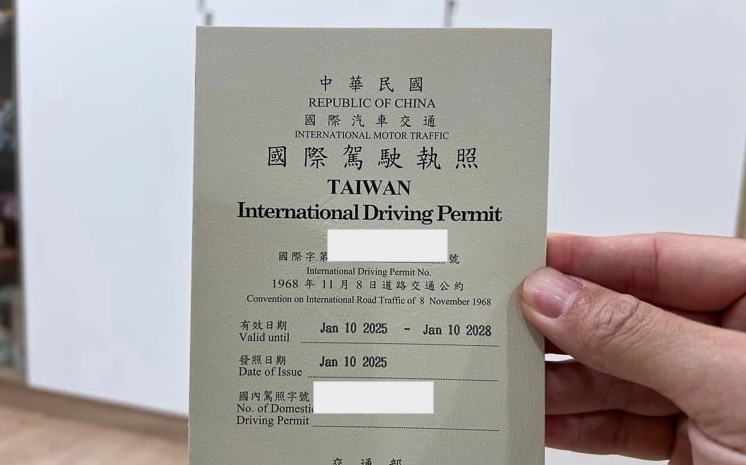 中華民國
REPUBLIC OF CHINA
國際汽車交通
INTERNATIONAL MOTOR TRAFFIC
國際駕駛執照
TAIWAN
International Driving Permit
國際字第 號
International Driving Permit No.
1968 年 11 月 8 日道路交通公約
Convention on International Road Traffic of 8 November 1968
有效日期 Jan 10 2025 - Jan 10 2028
Valid until
發照日期 Jan 10 2025
Date of Issue
國內駕照字號
No. of Domesti
Driving Permit
交通部